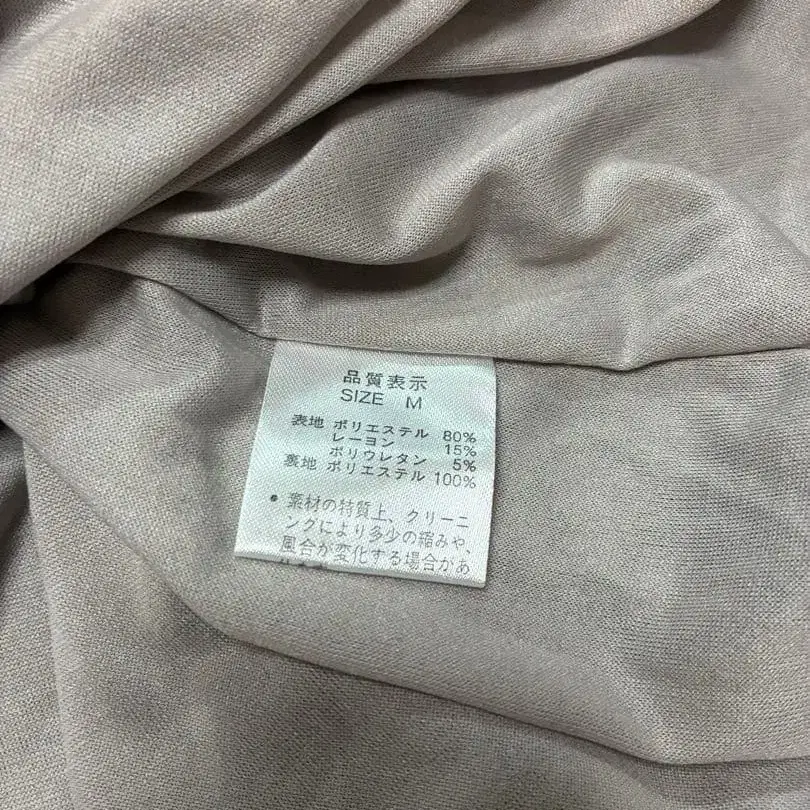 品質表示
SIZE M
表地 ポリエステル 80%
レーヨン 15%
ポリウレタン 5%
裏地 ポリエステル 100%
• 素材の特質上、クリーニ
ングにより多少の縮みや、
風合が変化する場合があ